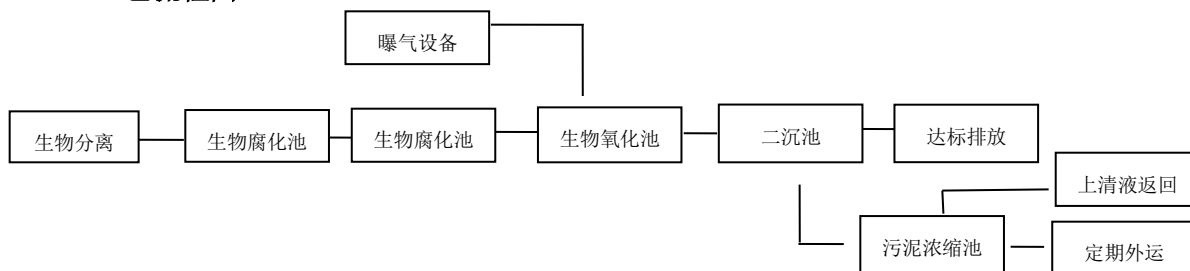 曝气设备
生物分离
生物腐化池
生物腐化池
生物氧化池
二沉池
达标排放
上清液返回
污泥浓缩池
定期外运